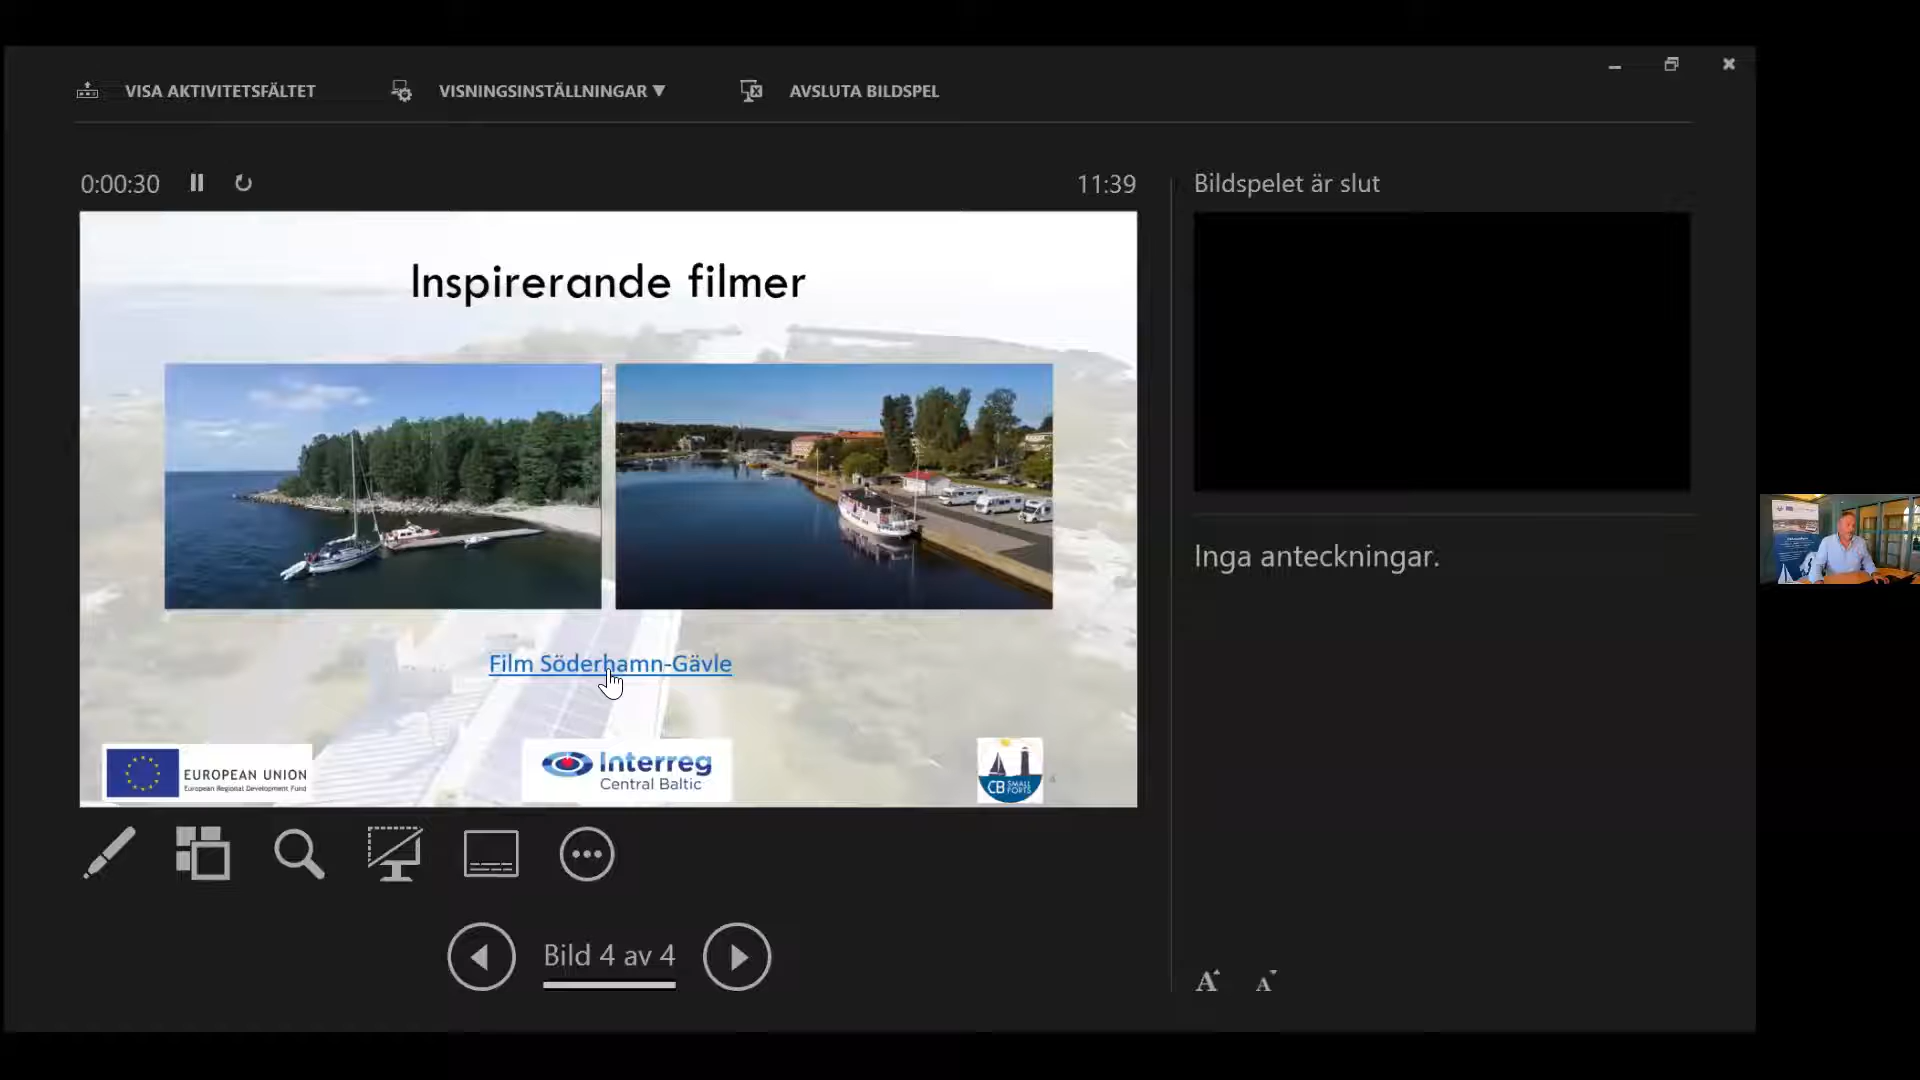 VISA AKTIVITETSFÄLTET
VISNINGSINSTÄLLNINGAR ▼
AVSLUTA BILDSPEL
0:00:30
11:39
Bildspelet är slut
Inspirerande filmer
Film Söderhamn-Gävle
EUROPEAN UNION
European Regional Development Fund
Interreg
Central Baltic
CB SMALL
PORTS
4
Inga anteckningar.
Bild 4 av 4
A
A